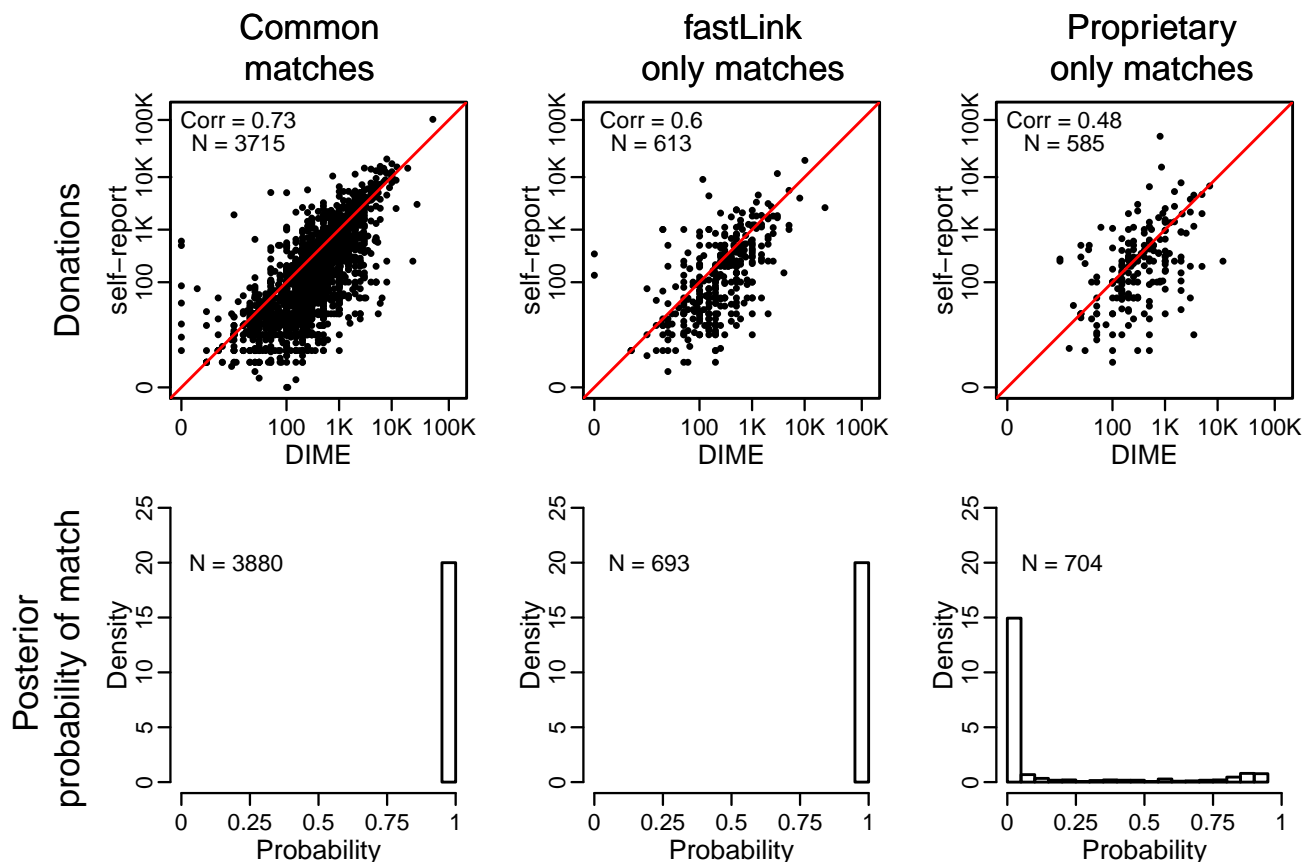 Common
matches
fastLink
only matches
Proprietary
only matches
Donations
self−report
0 100 1K 10K 100K
Corr = 0.73
N = 3715
0 100 1K 10K 100K
DIME
self−report
0 100 1K 10K 100K
Corr = 0.6
N = 613
0 100 1K 10K 100K
DIME
self−report
0 100 1K 10K 100K
Corr = 0.48
N = 585
0 100 1K 10K 100K
DIME
Posterior
probability of match
Density
0 5 10 15 20 25
N = 3880
0 0.25 0.5 0.75 1
Probability
Density
0 5 10 15 20 25
N = 693
0 0.25 0.5 0.75 1
Probability
Density
0 5 10 15 20 25
N = 704
0 0.25 0.5 0.75 1
Probability